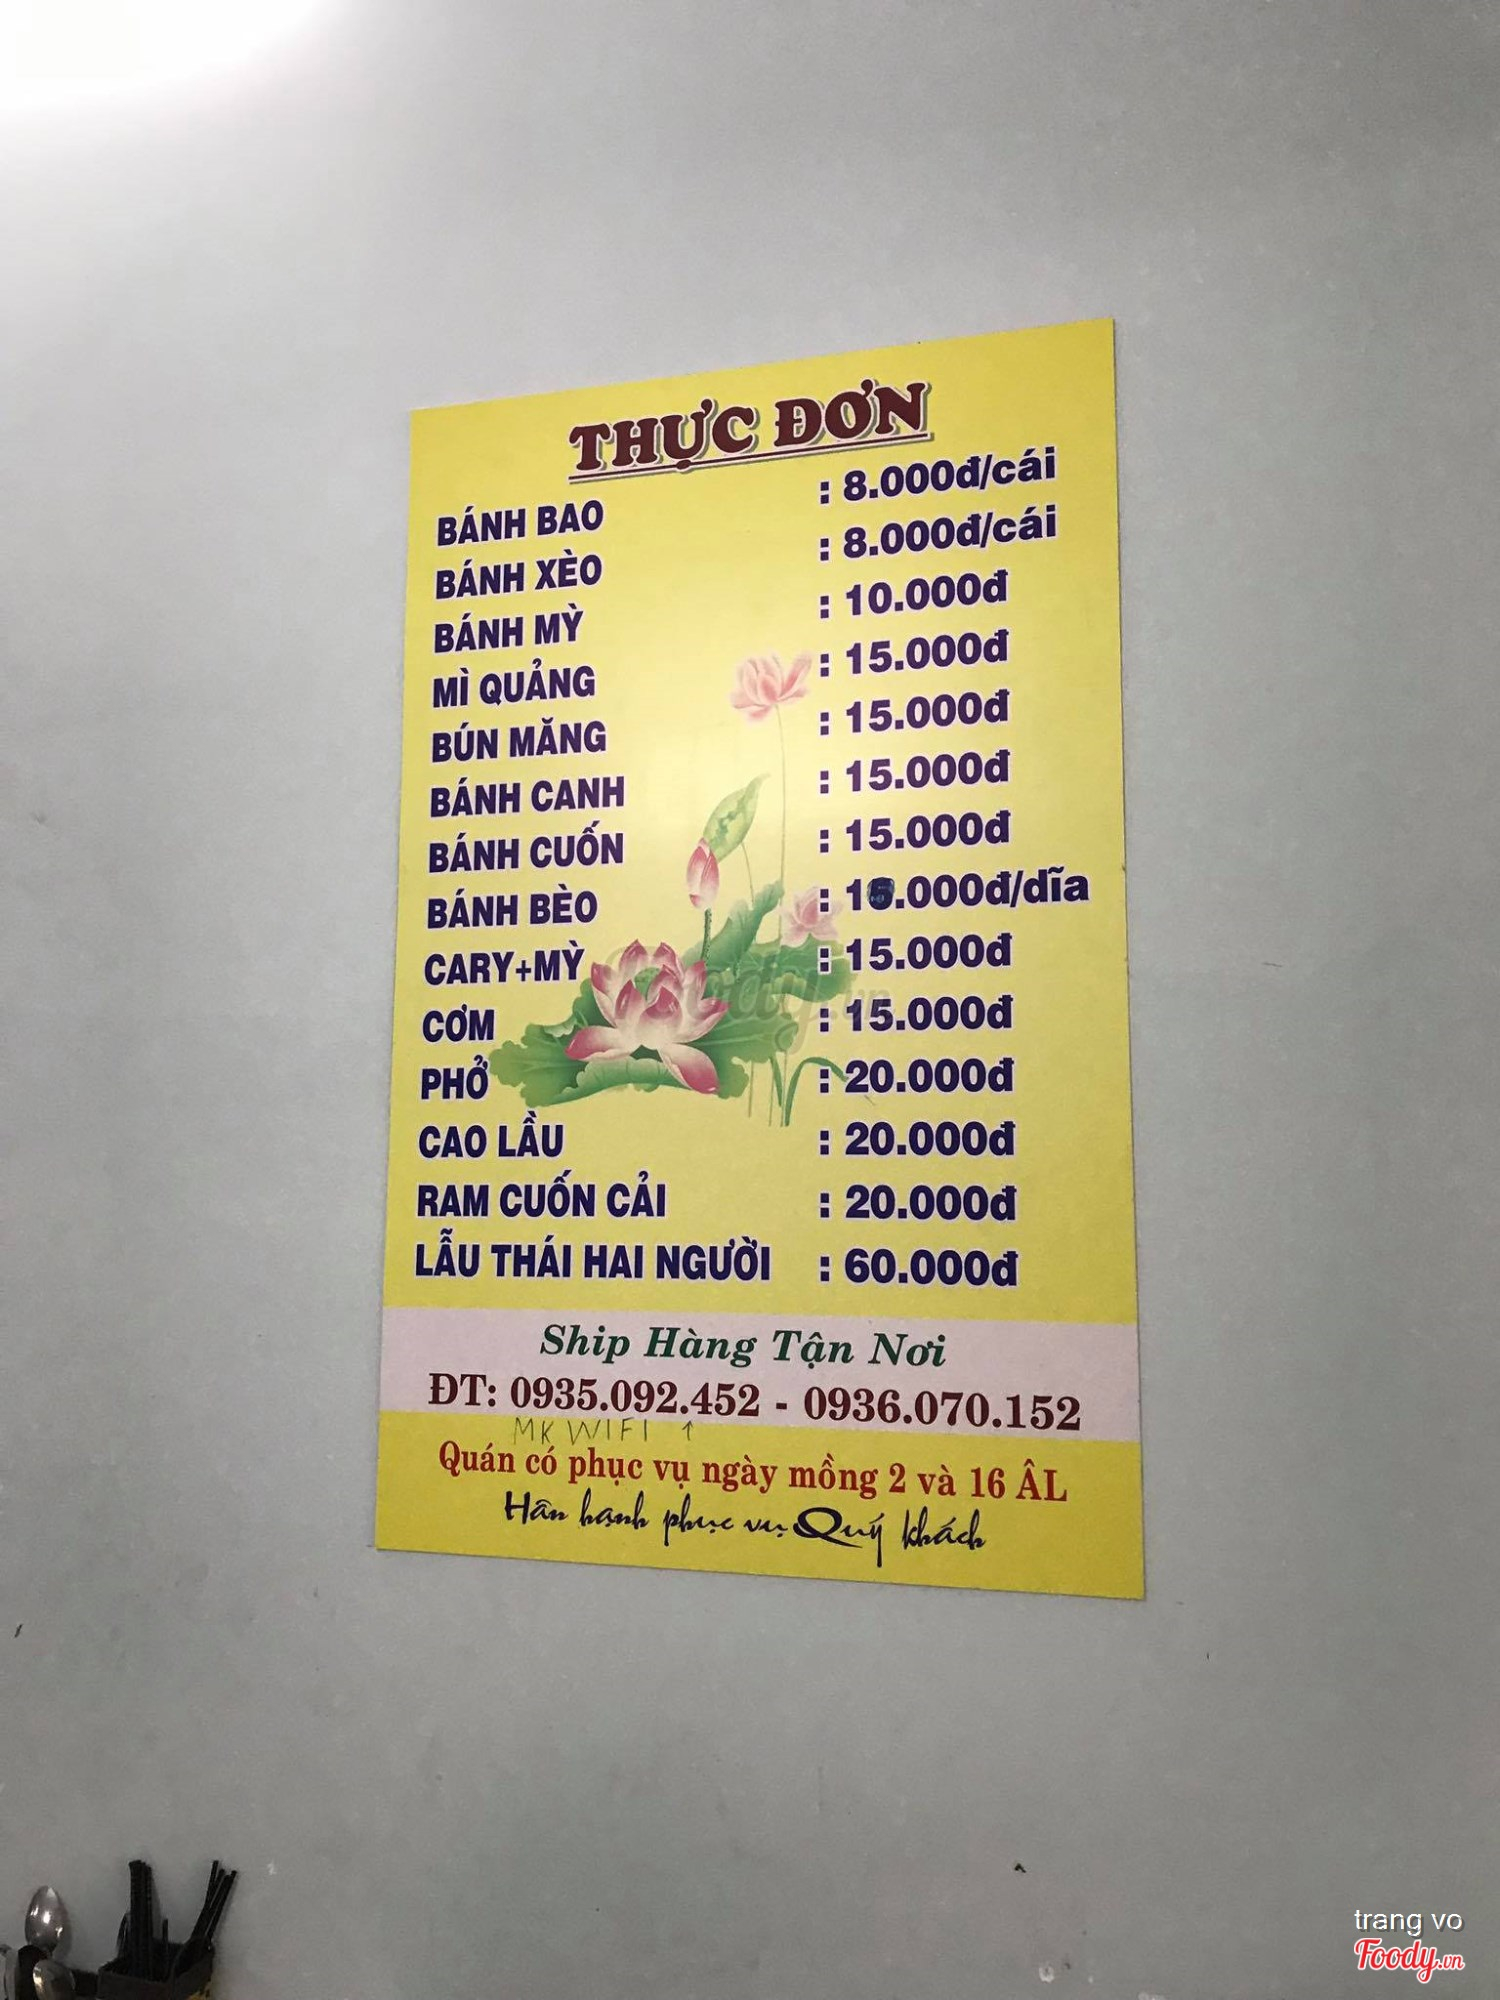 THỰC ĐƠN
BÁNH BAO : 8.000đ/cái
BÁNH XÈO : 8.000đ/cái
BÁNH MỲ : 10.000đ
MÌ QUẢNG : 15.000đ
BÚN MĂNG : 15.000đ
BÁNH CANH : 15.000đ
BÁNH CUỐN : 15.000đ
BÁNH BÈO : 15.000đ/dĩa
CARY+MỲ : 15.000đ
CƠM : 15.000đ
PHỞ : 20.000đ
CAO LẦU : 20.000đ
RAM CUỐN CẢI : 20.000đ
LẨU THÁI HAI NGƯỜI : 60.000đ
Ship Hàng Tận Nơi
ĐT: 0935.092.452 - 0936.070.152
MK WIFI ↑
Quán có phục vụ ngày mồng 2 và 16 ÂL
Hân hạnh phục vụ Quý khách
Foody.vn
trang vo
Foody.vn